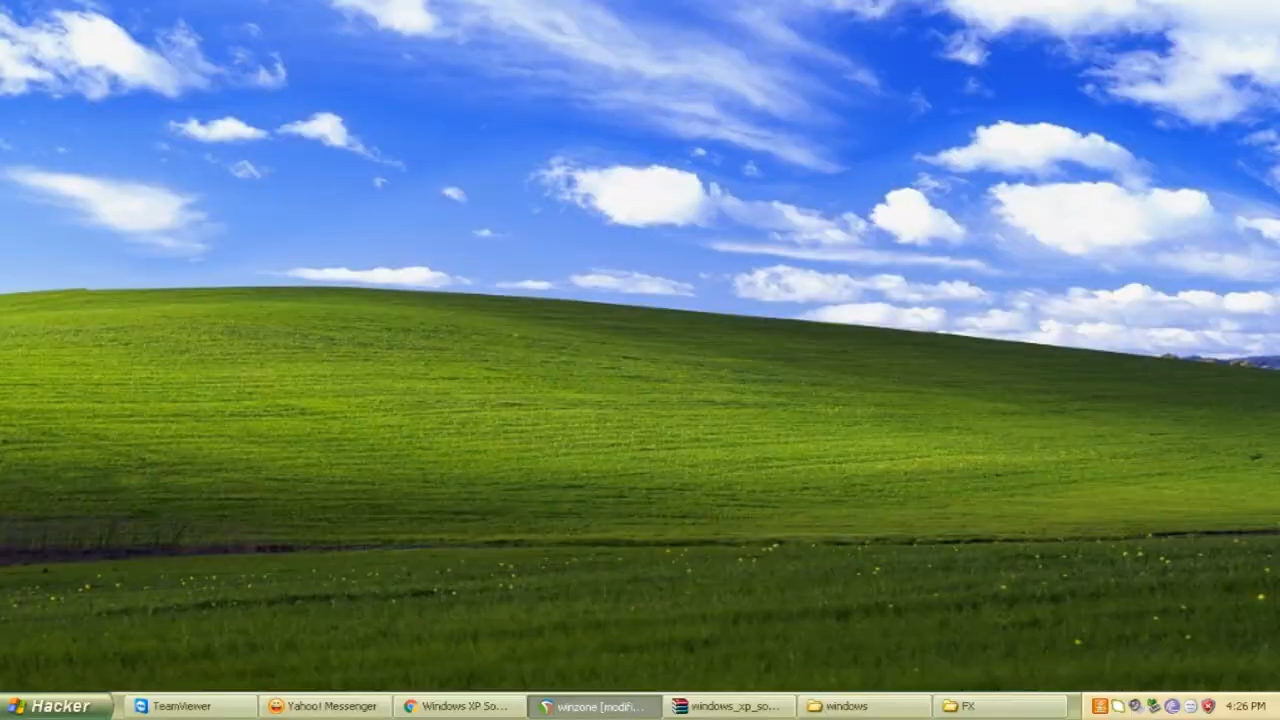 Hacker
TeamViewer
Yahoo! Messenger
Windows XP So...
winzone [modifi...
windows_xp_so...
windows
FX
4:26 PM